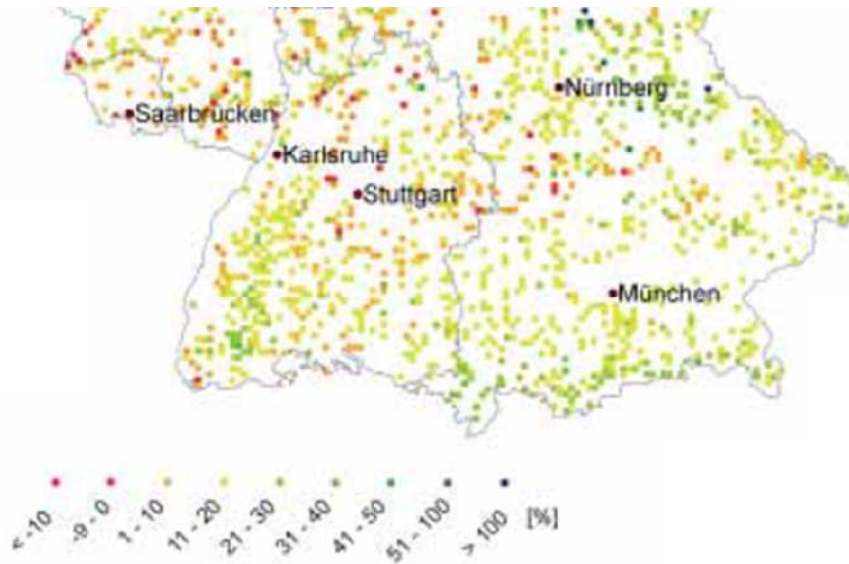 Nürnberg
Saarbrücken
Karlsruhe
Stuttgart
München
< -10
-9 - 0
1 - 10
11 - 20
21 - 30
31 - 40
41 - 50
51 - 100
> 100
[%]